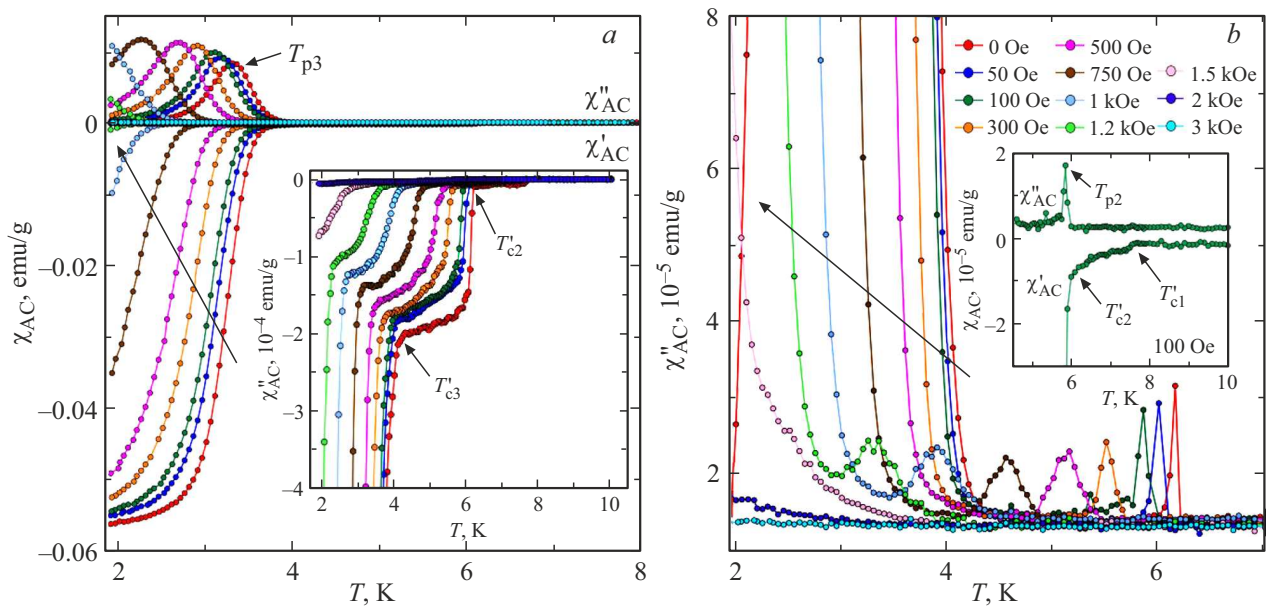 a
T_p3
χ''_AC
χ'_AC
0
−0.02
−0.04
−0.06
χ_AC, emu/g
2
4
6
8
T, K
0
−1
−2
−3
−4
χ''_AC, 10⁻⁴ emu/g
T'_c2
T'_c3
2
4
6
8
10
T, K
b
0 Oe
50 Oe
100 Oe
300 Oe
500 Oe
750 Oe
1 kOe
1.2 kOe
1.5 kOe
2 kOe
3 kOe
8
6
4
2
χ''_AC, 10⁻⁵ emu/g
2
4
6
T, K
2
0
−2
χ_AC, 10⁻⁵ emu/g
χ''_AC
T_p2
χ'_AC
T'_c2
T'_c1
100 Oe
6
8
10
T, K